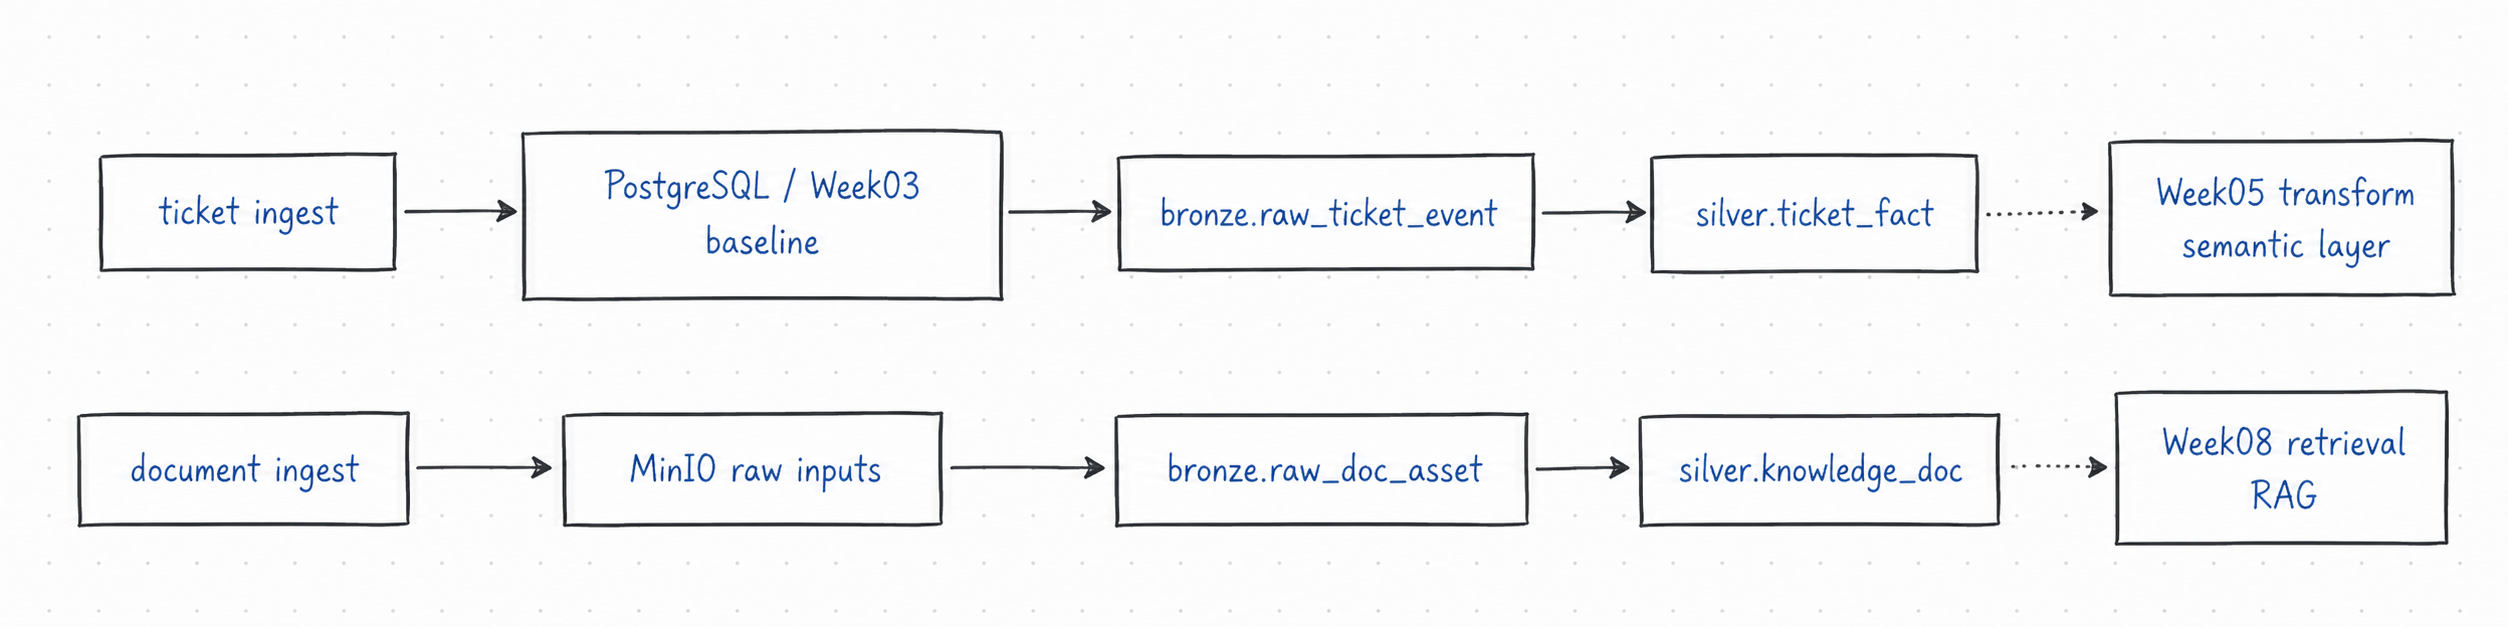 ticket ingest
PostgreSQL / Week03
baseline
bronze.raw_ticket_event
silver.ticket_fact
Week05 transform
semantic layer
document ingest
MinIO raw inputs
bronze.raw_doc_asset
silver.knowledge_doc
Week08 retrieval
RAG